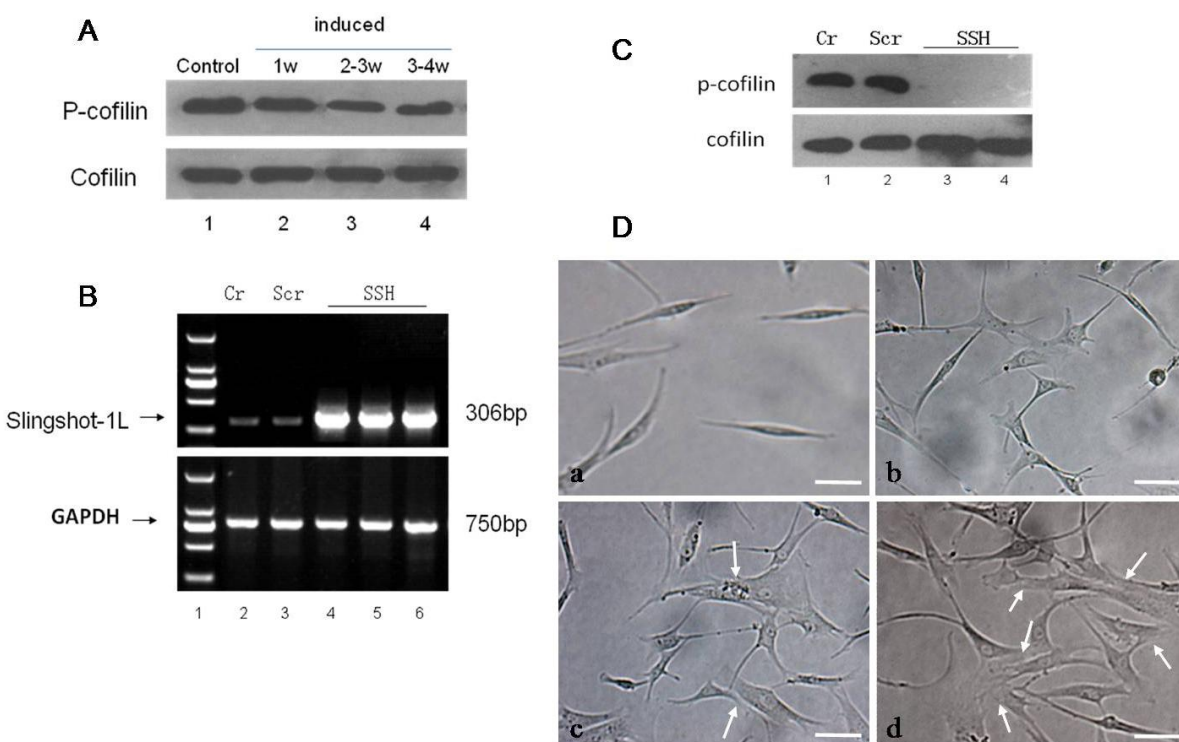 A
induced
Control 1w 2-3w 3-4w
P-cofilin
Cofilin
1 2 3 4
B
Cr Scr SSH
Slingshot-1L 306bp
GAPDH 750bp
1 2 3 4 5 6
C
Cr Scr SSH
p-cofilin
cofilin
1 2 3 4
D
a b
c d